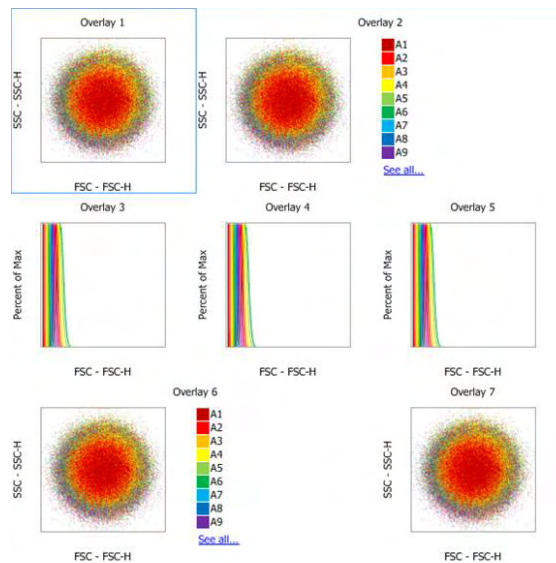 Overlay 1
SSC - SSC-H
FSC - FSC-H
Overlay 2
SSC - SSC-H
FSC - FSC-H
A1
A2
A3
A4
A5
A6
A7
A8
A9
See all...
Overlay 3
Percent of Max
FSC - FSC-H
Overlay 4
Percent of Max
FSC - FSC-H
Overlay 5
Percent of Max
FSC - FSC-H
Overlay 6
SSC - SSC-H
FSC - FSC-H
A1
A2
A3
A4
A5
A6
A7
A8
A9
See all...
Overlay 7
SSC - SSC-H
FSC - FSC-H